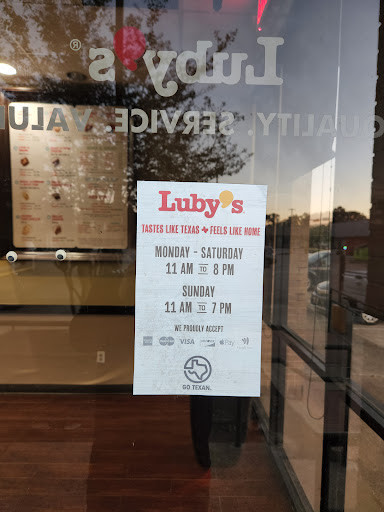 Luby's®
QUALITY. SERVICE. VALU
Luby's
TASTES LIKE TEXAS FEELS LIKE HOME
MONDAY - SATURDAY
11 AM TO 8 PM
SUNDAY
11 AM TO 7 PM
WE PROUDLY ACCEPT
VISA Pay
GO TEXAN.